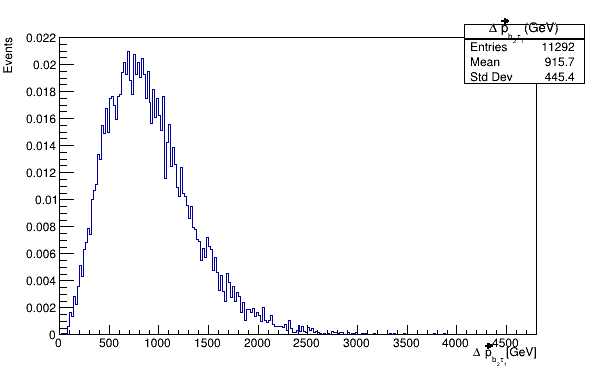 Δ p⃗ b₂τ₁ (GeV)
Entries 11292
Mean 915.7
Std Dev 445.4
Events
0.022
0.02
0.018
0.016
0.014
0.012
0.01
0.008
0.006
0.004
0.002
0
0 500 1000 1500 2000 2500 3000 3500 4000 4500
Δ p⃗ b₂τ₁ [GeV]